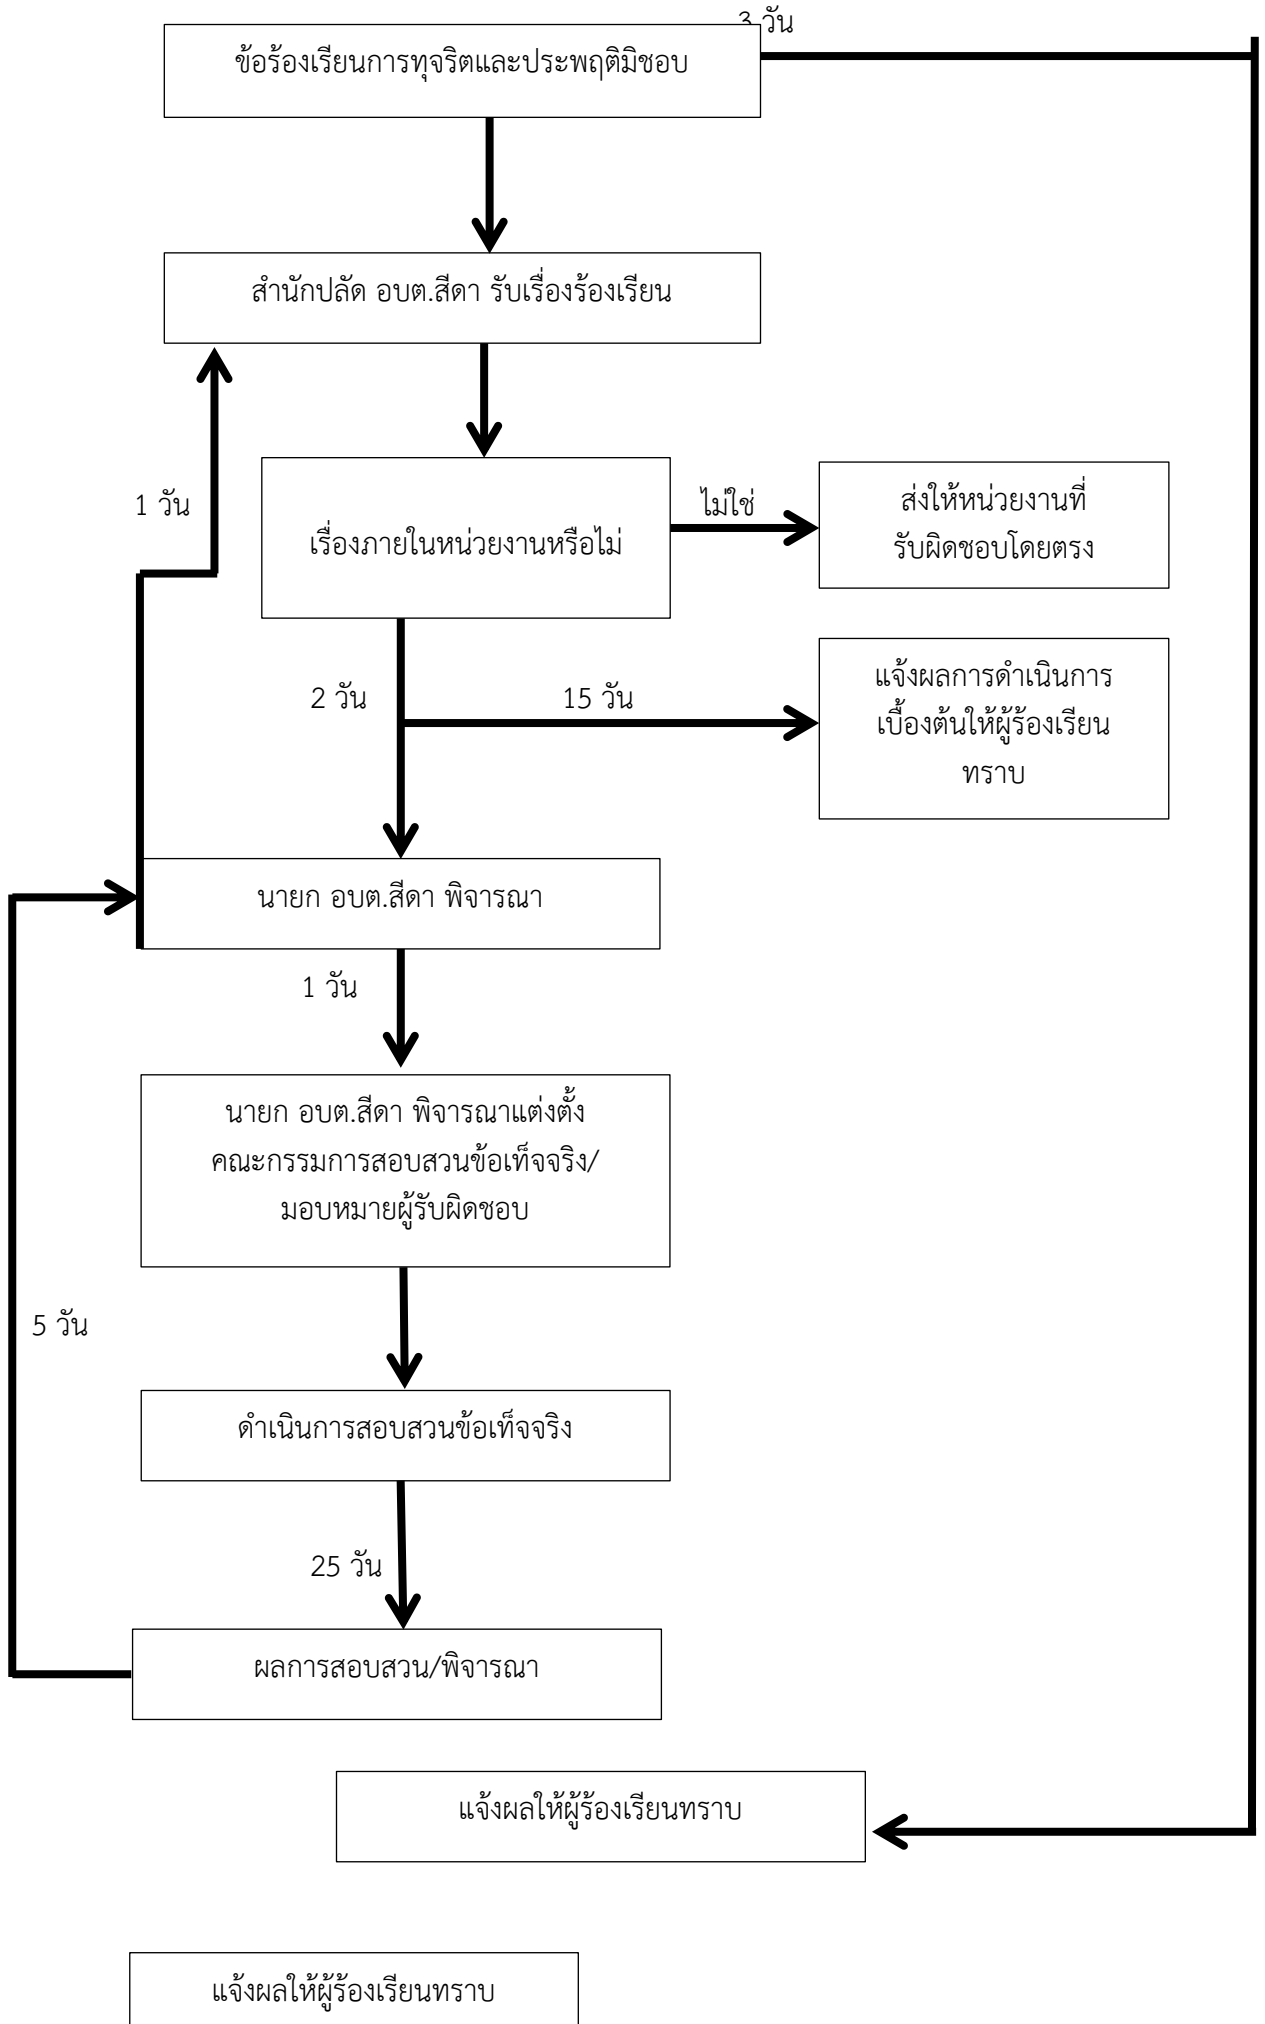 3 วัน
ข้อร้องเรียนการทุจริตและประพฤติมิชอบ
สำนักปลัด อบต.สีดา รับเรื่องร้องเรียน
1 วัน
เรื่องภายในหน่วยงานหรือไม่
ไม่ใช่
ส่งให้หน่วยงานที่
รับผิดชอบโดยตรง
2 วัน
15 วัน
แจ้งผลการดำเนินการ
เบื้องต้นให้ผู้ร้องเรียน
ทราบ
นายก อบต.สีดา พิจารณา
1 วัน
นายก อบต.สีดา พิจารณาแต่งตั้ง
คณะกรรมการสอบสวนข้อเท็จจริง/
มอบหมายผู้รับผิดชอบ
5 วัน
ดำเนินการสอบสวนข้อเท็จจริง
25 วัน
ผลการสอบสวน/พิจารณา
แจ้งผลให้ผู้ร้องเรียนทราบ
แจ้งผลให้ผู้ร้องเรียนทราบ